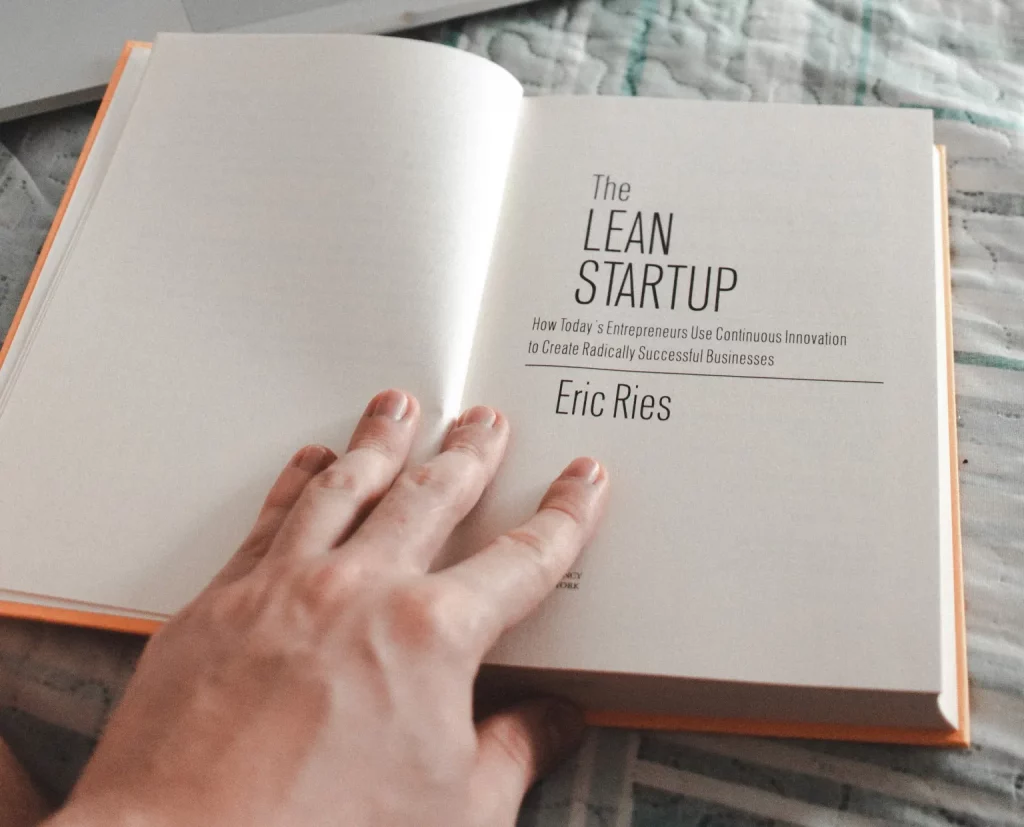 The
LEAN
STARTUP
How Today's Entrepreneurs Use Continuous Innovation
to Create Radically Successful Businesses
Eric Ries